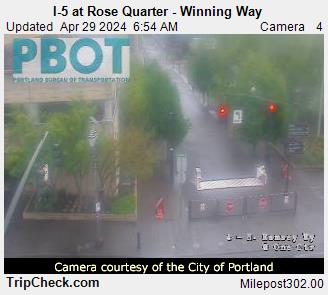 I-5 at Rose Quarter - Winning Way
Updated Apr 29 2024 6:54 AM Camera 4
PBOT
PORTLAND BUREAU OF TRANSPORTATION
Camera courtesy of the City of Portland
TripCheck.com Milepost302.00